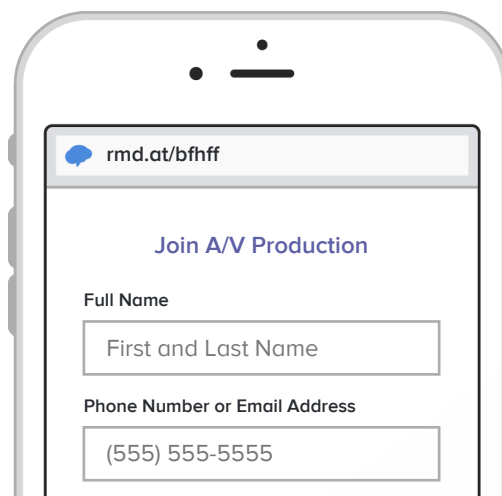 rmd.at/bfhff
Join A/V Production
Full Name
First and Last Name
Phone Number or Email Address
(555) 555-5555